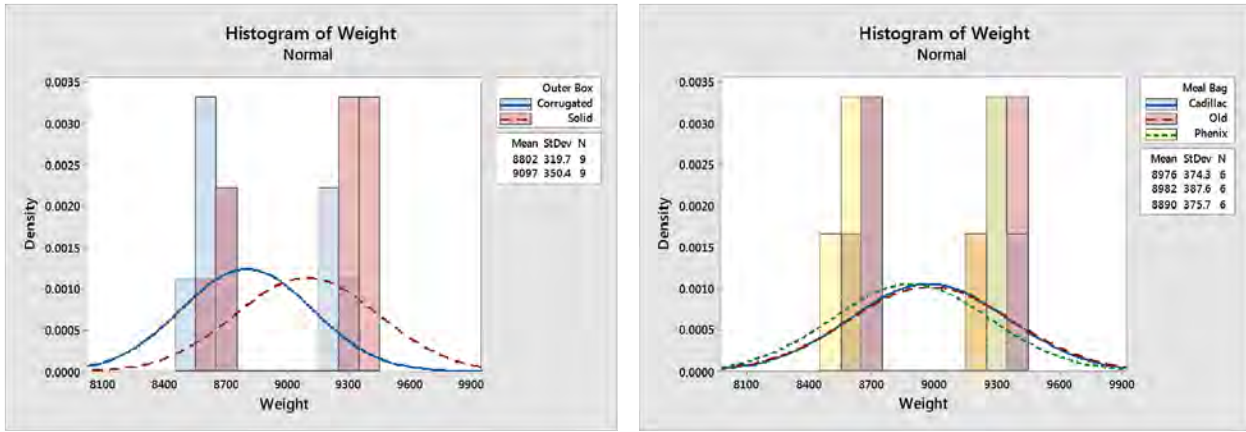 Histogram of Weight
Normal
0.0035
0.0030
0.0025
0.0020
0.0015
0.0010
0.0005
0.0000
Density
8100 8400 8700 9000 9300 9600 9900
Weight
Outer Box
Corrugated
Solid
Mean StDev N
8802 319.7 9
9097 350.4 9
Histogram of Weight
Normal
0.0035
0.0030
0.0025
0.0020
0.0015
0.0010
0.0005
0.0000
Density
8100 8400 8700 9000 9300 9600 9900
Weight
Meal Bag
Cadillac
Old
Phenix
Mean StDev N
8976 374.3 6
8982 387.6 6
8890 375.7 6